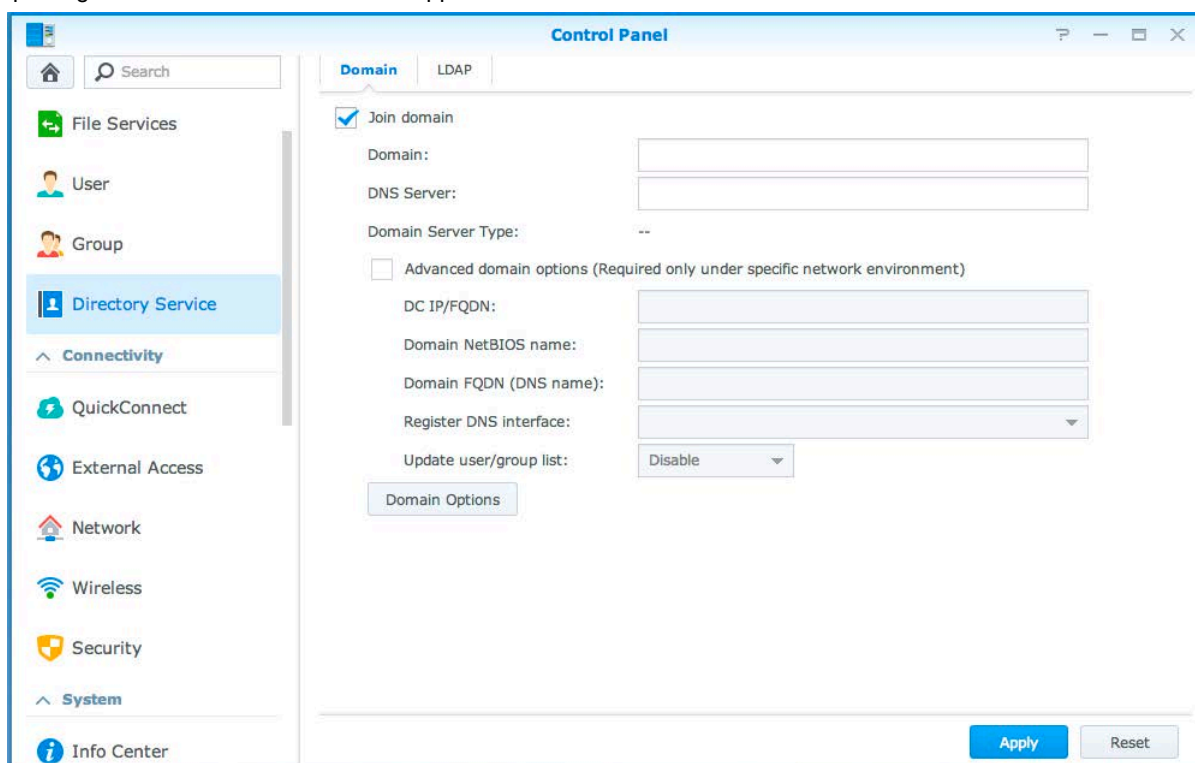 Control Panel
Search
File Services
User
Group
Directory Service
Connectivity
QuickConnect
External Access
Network
Wireless
Security
System
Info Center
Domain
LDAP
Join domain
Domain:
DNS Server:
Domain Server Type: --
Advanced domain options (Required only under specific network environment)
DC IP/FQDN:
Domain NetBIOS name:
Domain FQDN (DNS name):
Register DNS interface:
Update user/group list: Disable
Domain Options
Apply
Reset